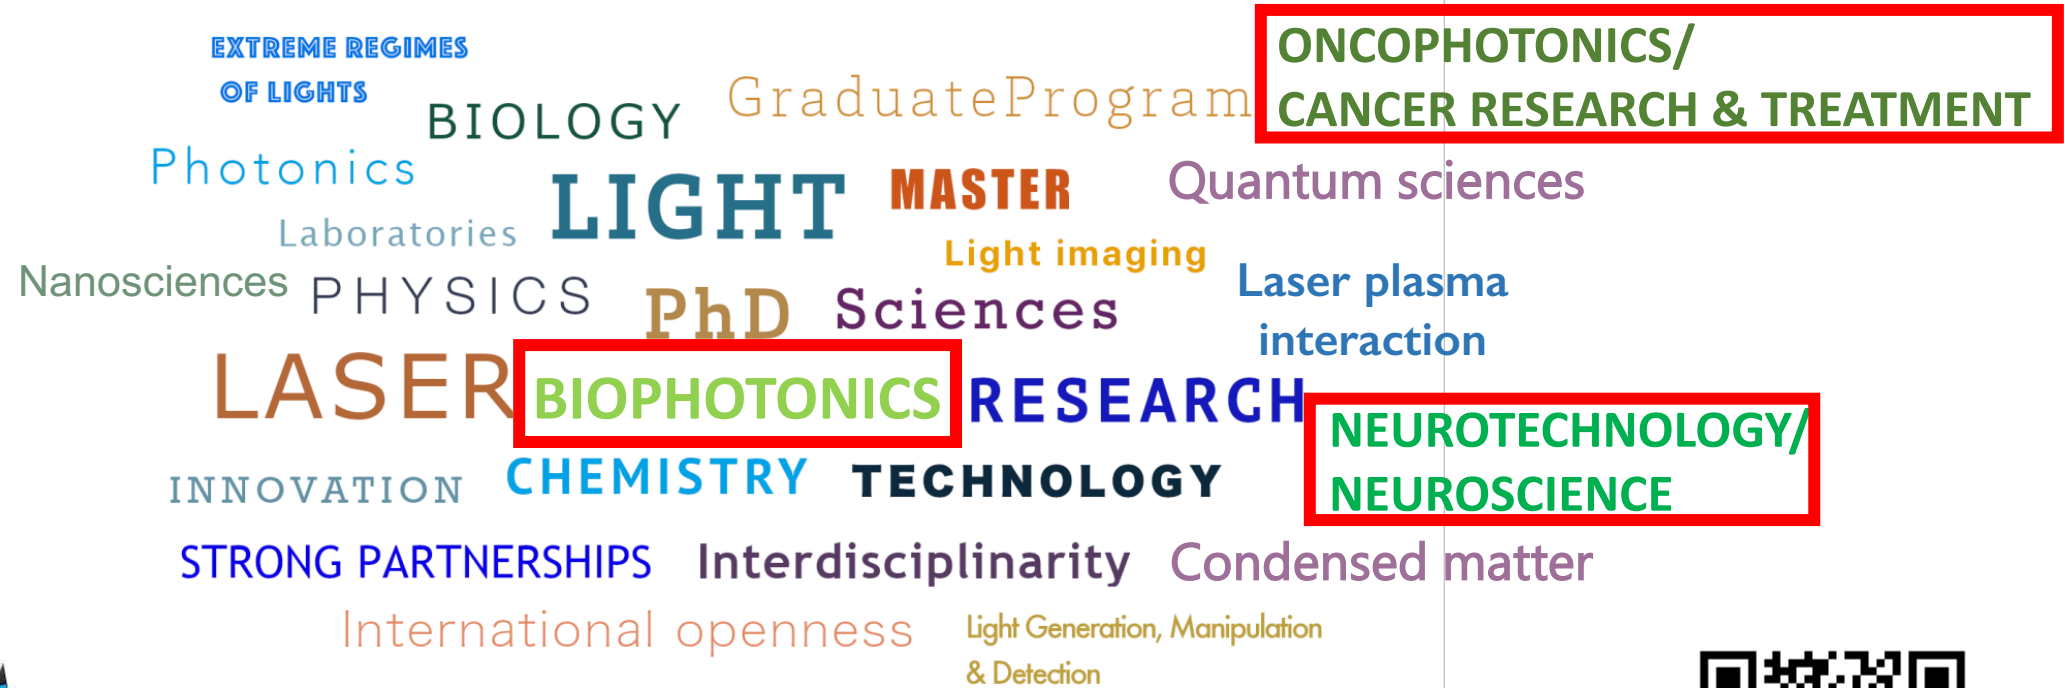 EXTREME REGIMES
OF LIGHTS
BIOLOGY
GraduateProgram
ONCOPHOTONICS/
CANCER RESEARCH & TREATMENT
Photonics
LIGHT
MASTER
Quantum sciences
Laboratories
Light imaging
Nanosciences
PHYSICS
PhD
Sciences
Laser plasma
interaction
LASER
BIOPHOTONICS
RESEARCH
NEUROTECHNOLOGY/
NEUROSCIENCE
INNOVATION
CHEMISTRY
TECHNOLOGY
STRONG PARTNERSHIPS
Interdisciplinarity
Condensed matter
International openness
Light Generation, Manipulation
& Detection